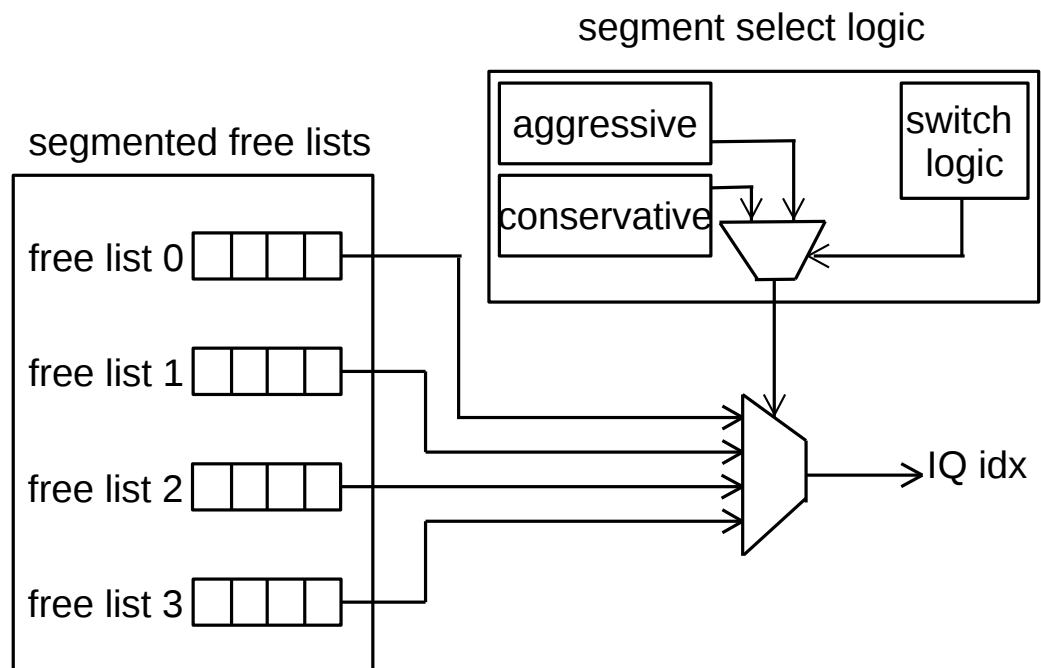 segment select logic
aggressive
switch
logic
segmented free lists
conservative
free list 0
free list 1
free list 2
IQ idx
free list 3